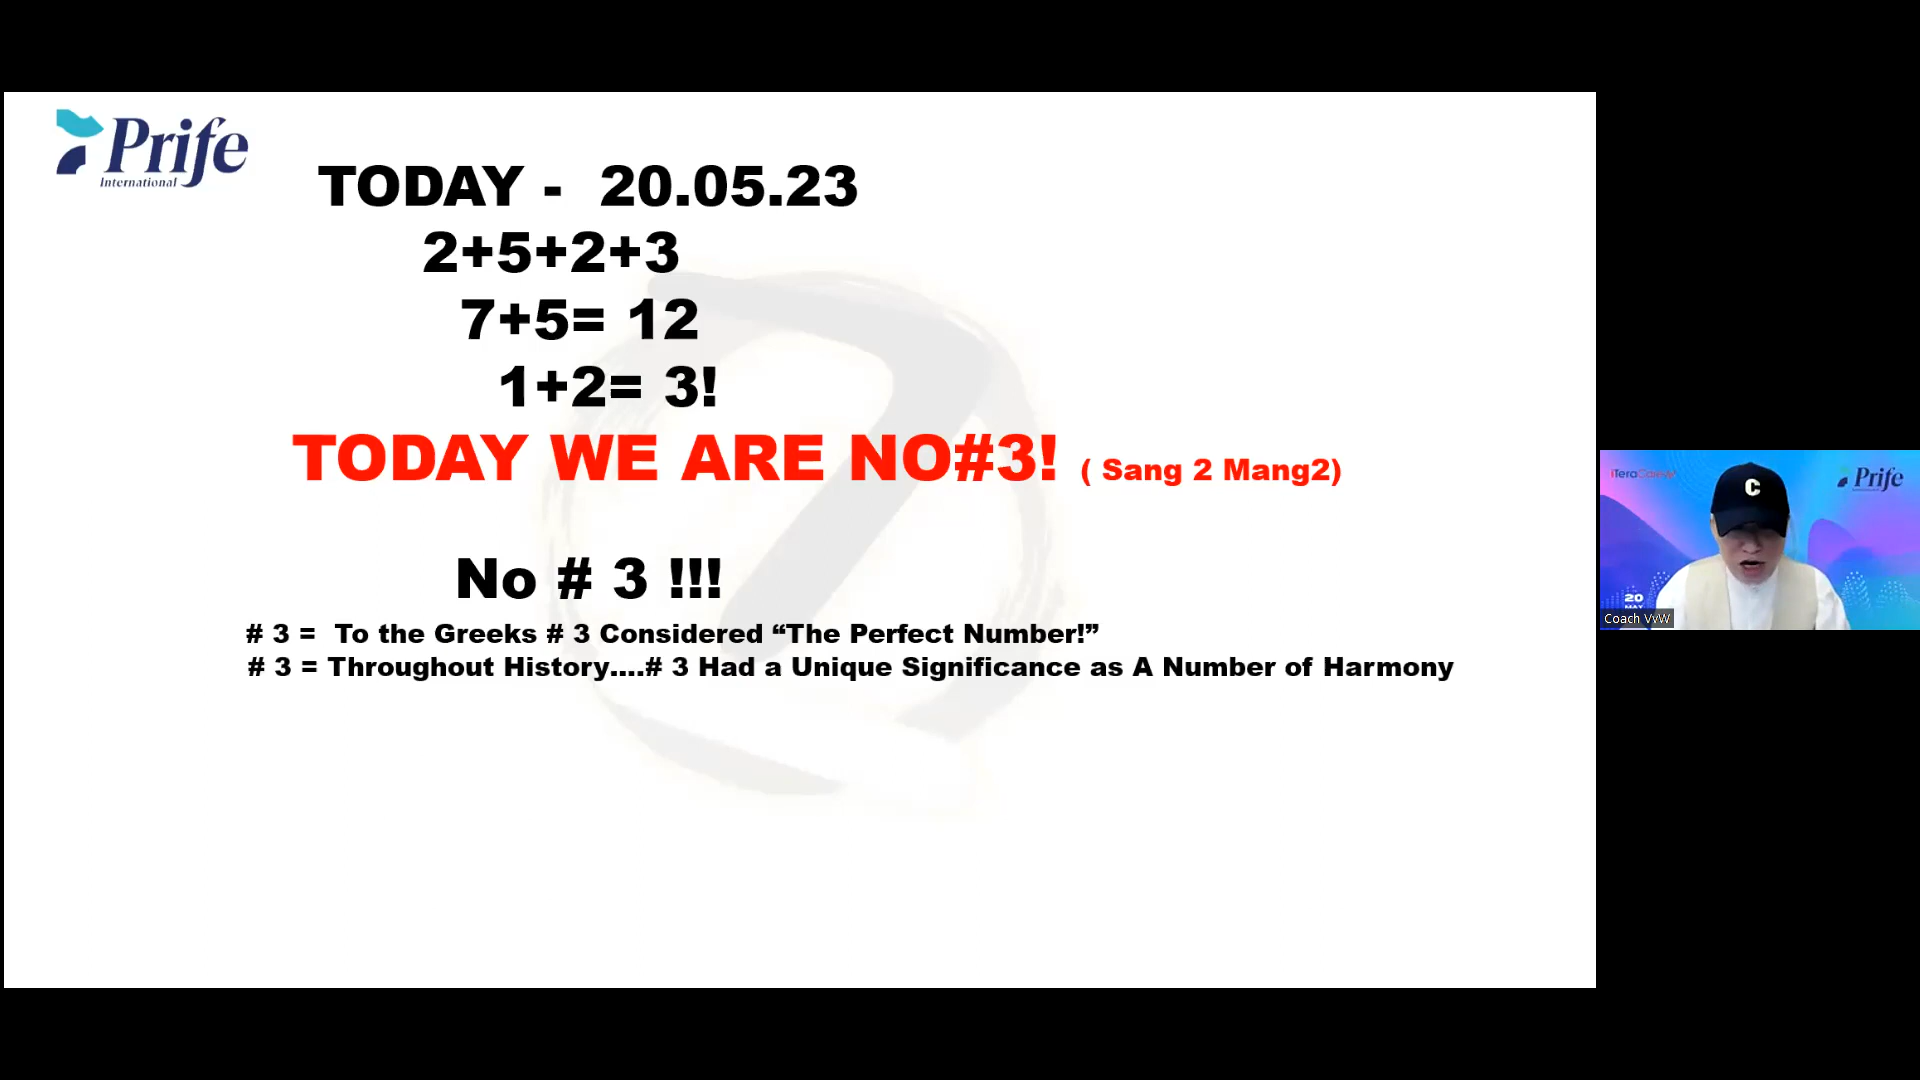 Prife
International
TODAY - 20.05.23
2+5+2+3
7+5= 12
1+2= 3!
TODAY WE ARE NO#3! ( Sang 2 Mang2)
No # 3 !!!
# 3 = To the Greeks # 3 Considered “The Perfect Number!”
# 3 = Throughout History....# 3 Had a Unique Significance as A Number of Harmony
Prife
C
20
MAY
Coach VvW